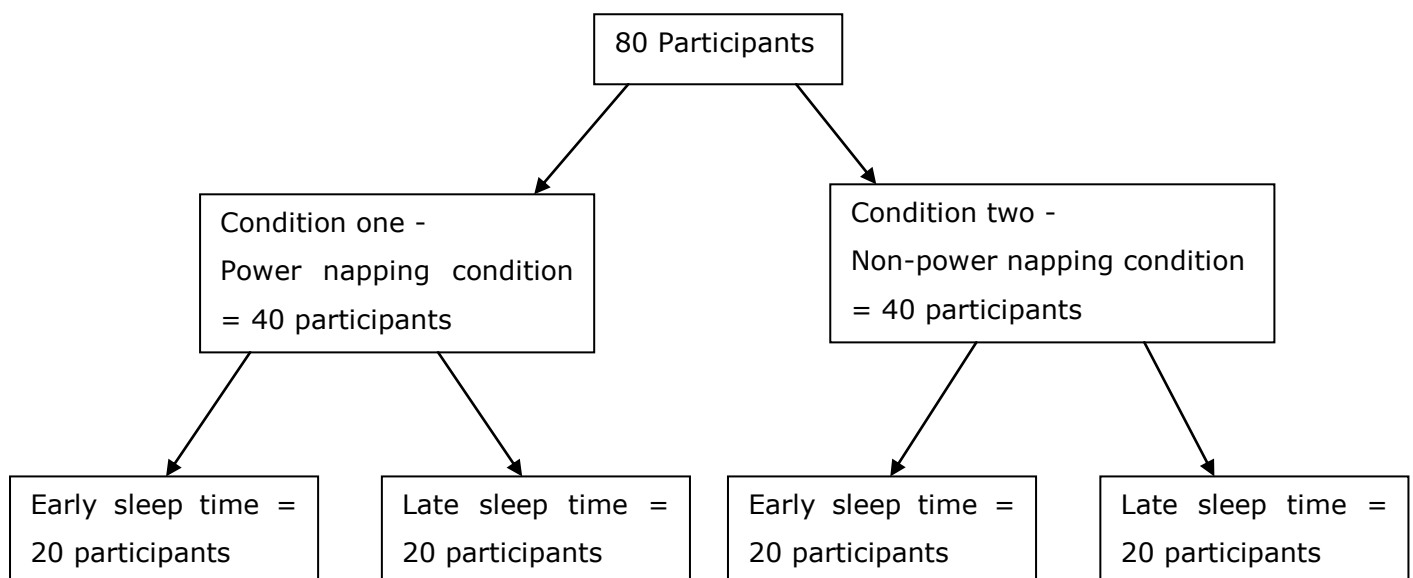 80 Participants
Condition one -
Power napping condition
= 40 participants
Condition two -
Non-power napping condition
= 40 participants
Early sleep time =
20 participants
Late sleep time =
20 participants
Early sleep time =
20 participants
Late sleep time =
20 participants